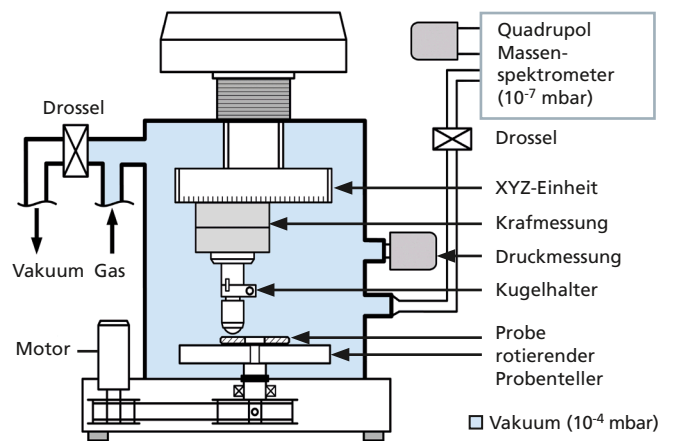 Quadrupol
Massen-
spektrometer
(10⁻⁷ mbar)
Drossel
Drossel
XYZ-Einheit
Krafmessung
Druckmessung
Vakuum Gas
Kugelhalter
Probe
Motor
rotierender
Probenteller
Vakuum (10⁻⁴ mbar)